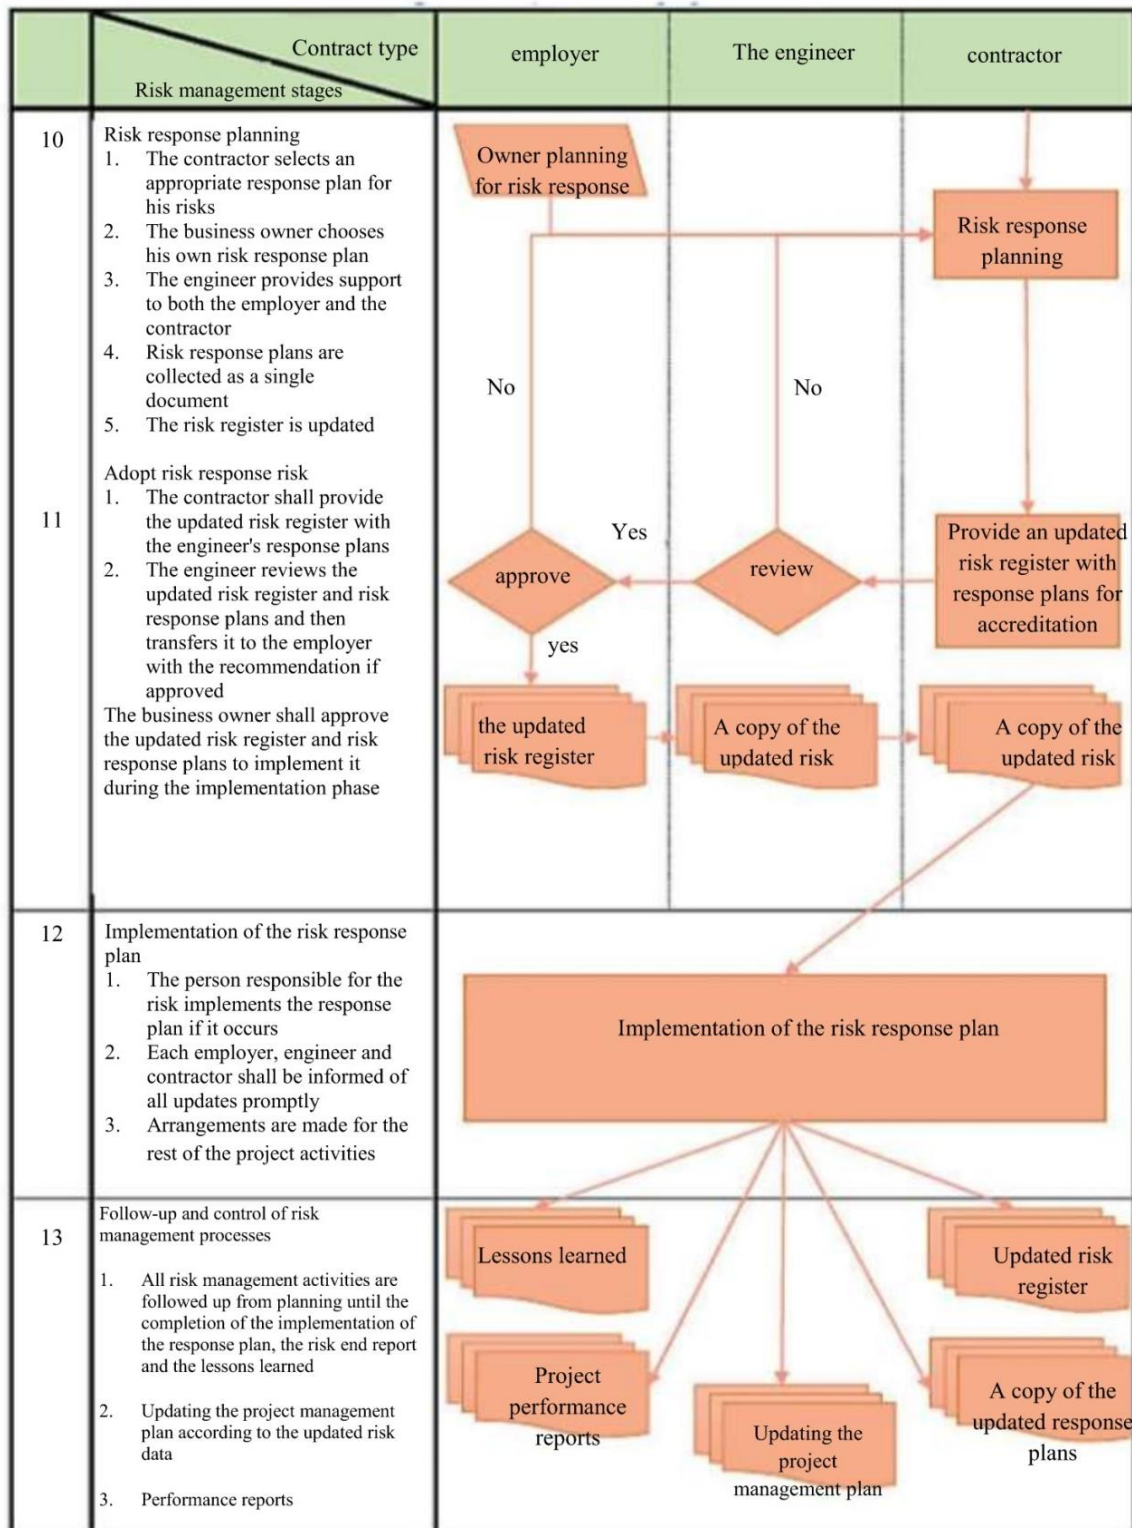 Contract type
Risk management stages
employer
The engineer
contractor
10
Risk response planning
1. The contractor selects an
appropriate response plan for
his risks
2. The business owner chooses
his own risk response plan
3. The engineer provides support
to both the employer and the
contractor
4. Risk response plans are
collected as a single
document
5. The risk register is updated
Owner planning
for risk response
Risk response
planning
No
No
11
Adopt risk response risk
1. The contractor shall provide
the updated risk register with
the engineer's response plans
2. The engineer reviews the
updated risk register and risk
response plans and then
transfers it to the employer
with the recommendation if
approved
The business owner shall approve
the updated risk register and risk
response plans to implement it
during the implementation phase
approve
Yes
review
Provide an updated
risk register with
response plans for
accreditation
yes
the updated
risk register
A copy of the
updated risk
A copy of the
updated risk
12
Implementation of the risk response
plan
1. The person responsible for the
risk implements the response
plan if it occurs
2. Each employer, engineer and
contractor shall be informed of
all updates promptly
3. Arrangements are made for the
rest of the project activities
Implementation of the risk response plan
13
Follow-up and control of risk
management processes
1. All risk management activities are
followed up from planning until the
completion of the implementation of
the response plan, the risk end report
and the lessons learned
2. Updating the project management
plan according to the updated risk
data
3. Performance reports
Lessons learned
Updated risk
register
Project
performance
reports
Updating the
project
management plan
A copy of the
updated response
plans